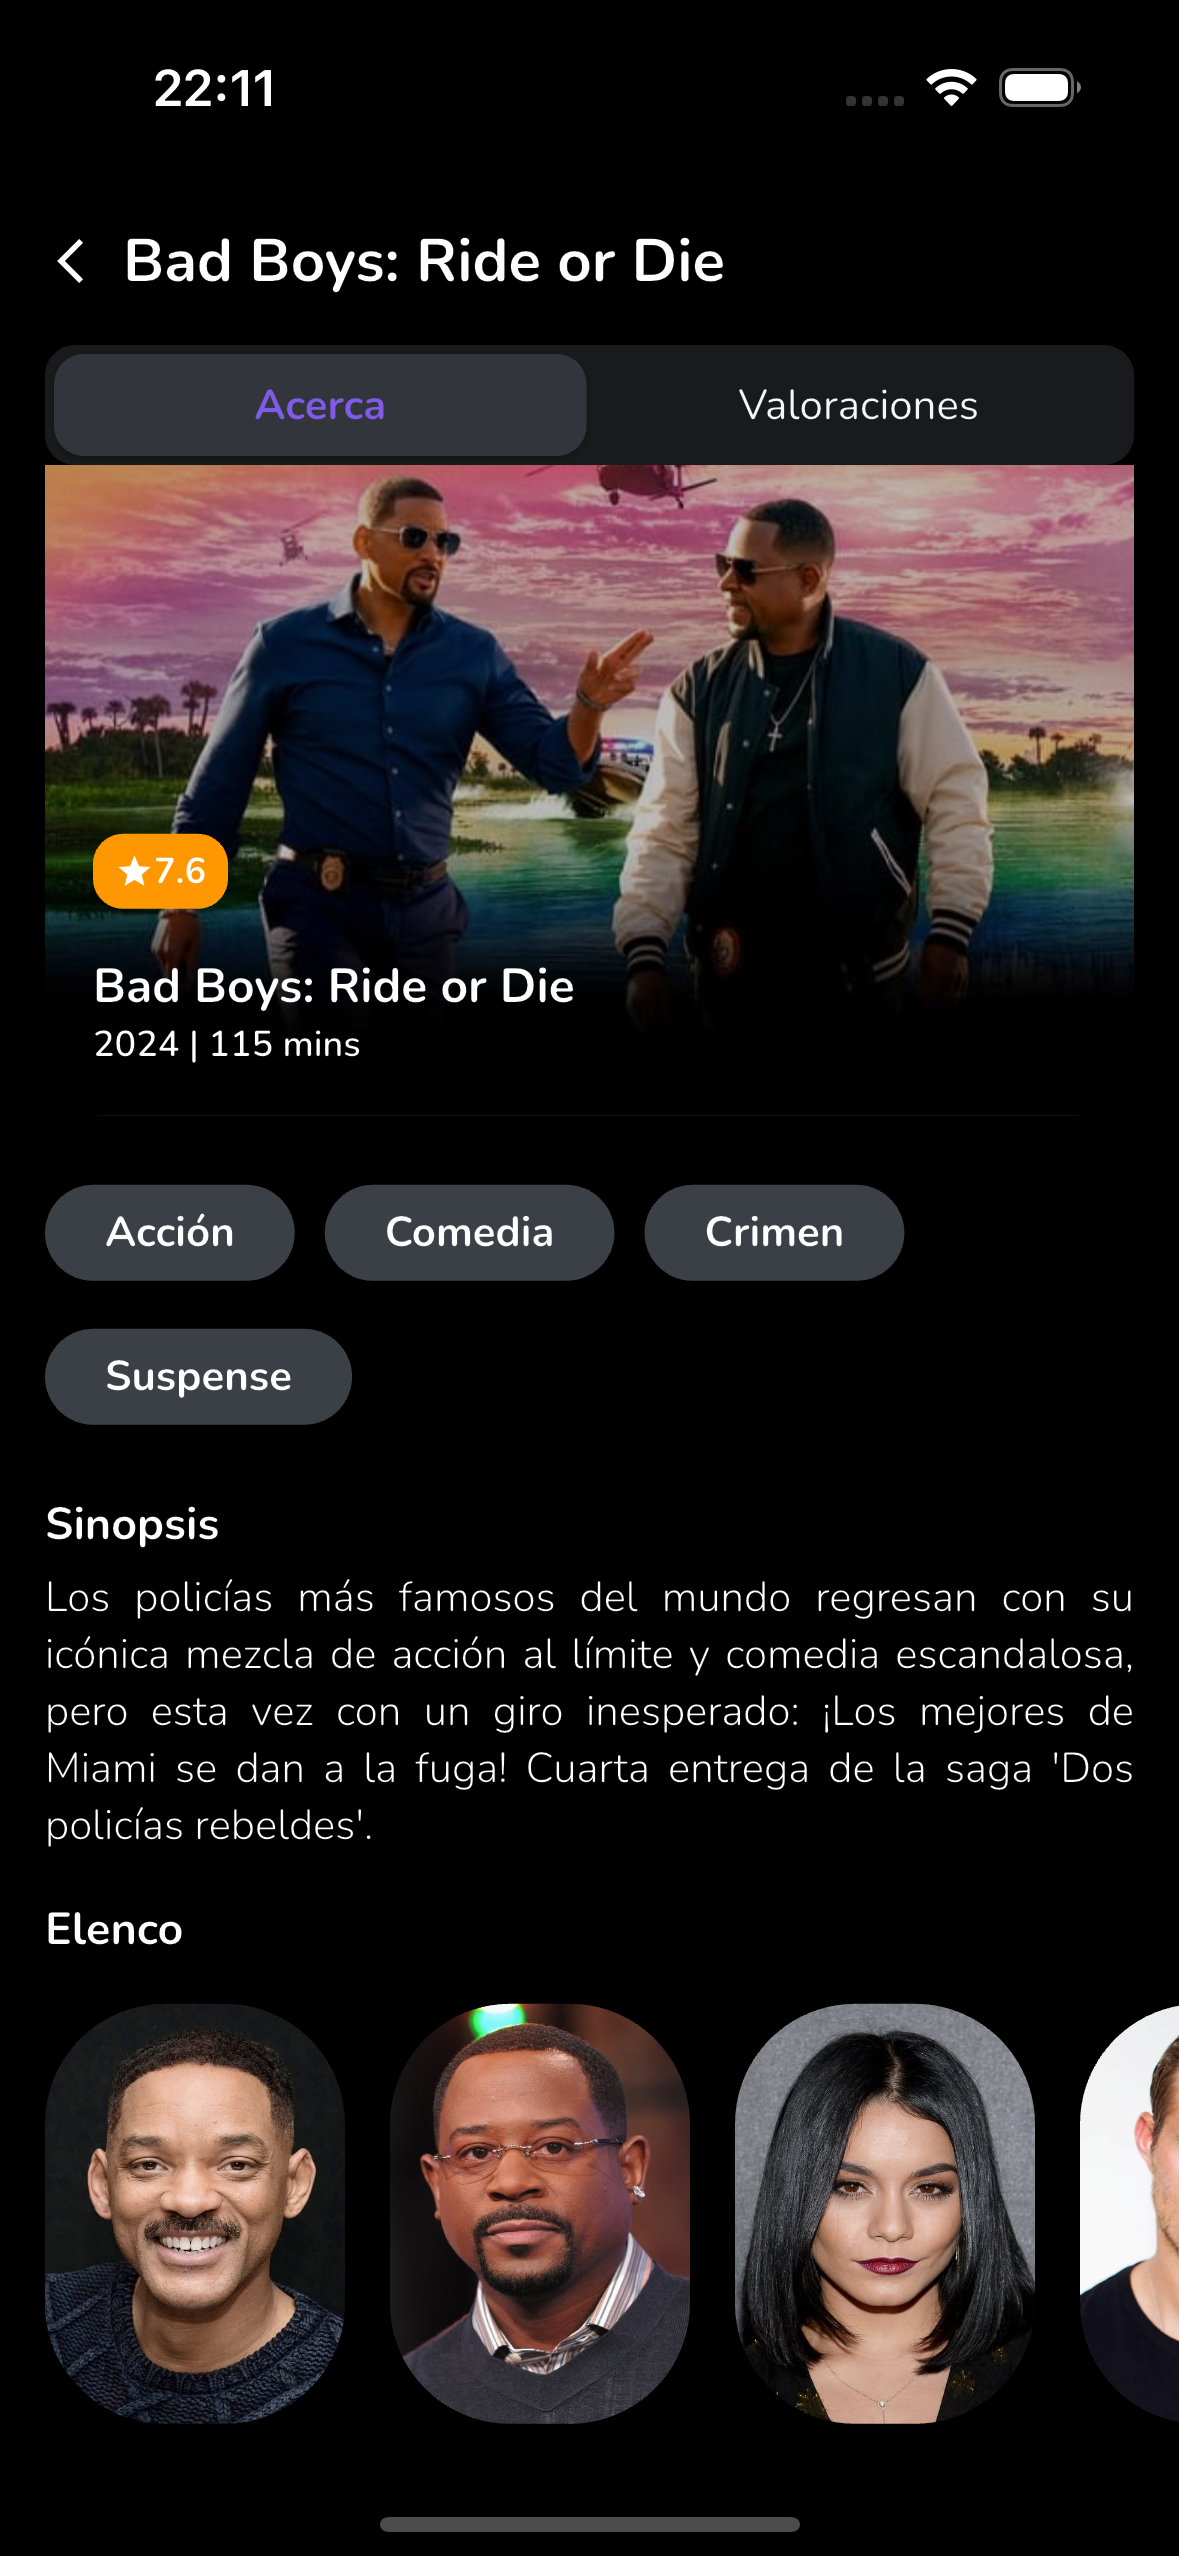 22:11
Bad Boys: Ride or Die
Acerca
Valoraciones
7.6
Bad Boys: Ride or Die
2024 | 115 mins
Acción
Comedia
Crimen
Suspense
Sinopsis
Los policías más famosos del mundo regresan con su
icónica mezcla de acción al límite y comedia escandalosa,
pero esta vez con un giro inesperado: ¡Los mejores de
Miami se dan a la fuga! Cuarta entrega de la saga 'Dos
policías rebeldes'.
Elenco